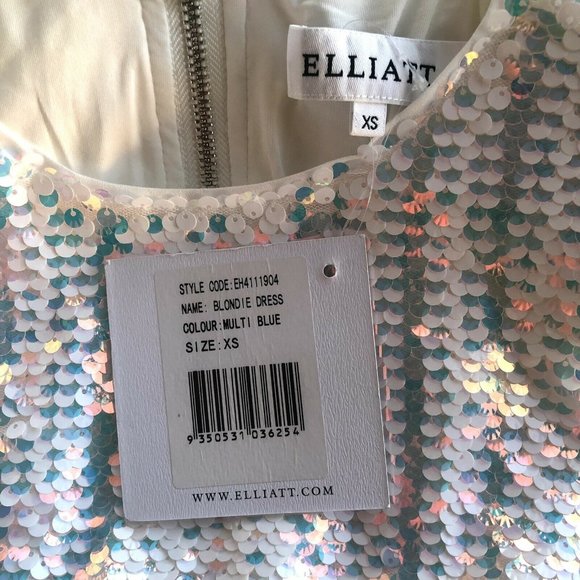 ELLIATT
XS
STYLE CODE:EH4111904
NAME: BLONDIE DRESS
COLOUR:MULTI BLUE
SIZE:XS
9 350531 036254
WWW.ELLIATT.COM